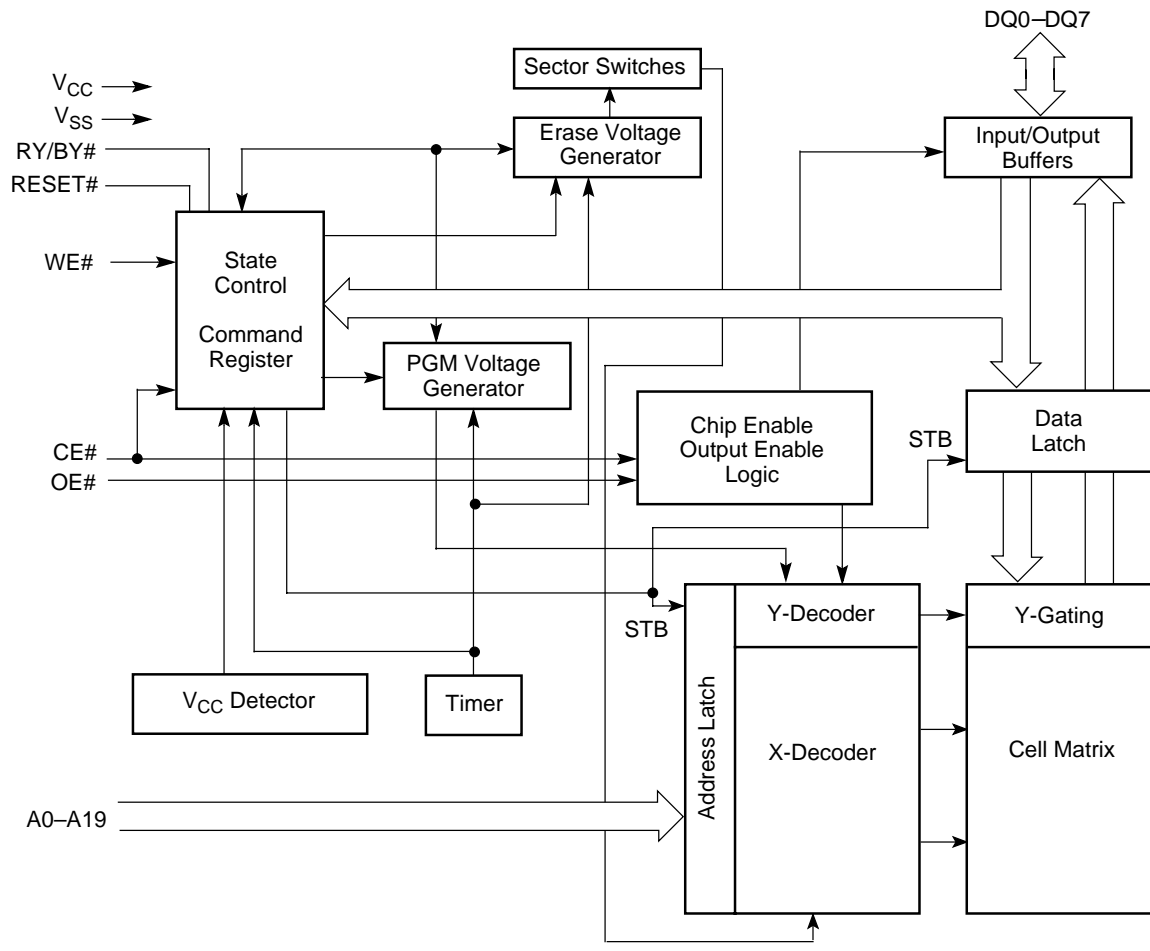 DQ0–DQ7
Sector Switches
VCC
VSS
RY/BY#
RESET#
Erase Voltage
Generator
Input/Output
Buffers
WE#
State
Control
Command
Register
PGM Voltage
Generator
Chip Enable
Output Enable
Logic
STB
Data
Latch
CE#
OE#
STB
Y-Decoder
Y-Gating
VCC Detector
Timer
Address Latch
X-Decoder
Cell Matrix
A0–A19